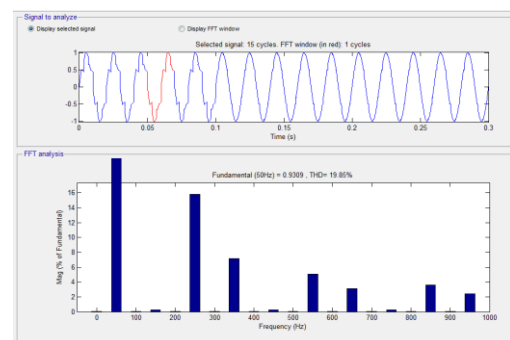 Signal to analyze
Display selected signal Display FFT window
Selected signal: 15 cycles. FFT window (in red): 1 cycles
1
0.5
0
-0.5
-1
0 0.05 0.1 0.15 0.2 0.25 0.3
Time (s)
FFT analysis
Fundamental (50Hz) = 0.9309 , THD= 19.85%
16
14
12
10
8
6
4
2
0
Mag (% of Fundamental)
0 100 200 300 400 500 600 700 800 900 1000
Frequency (Hz)